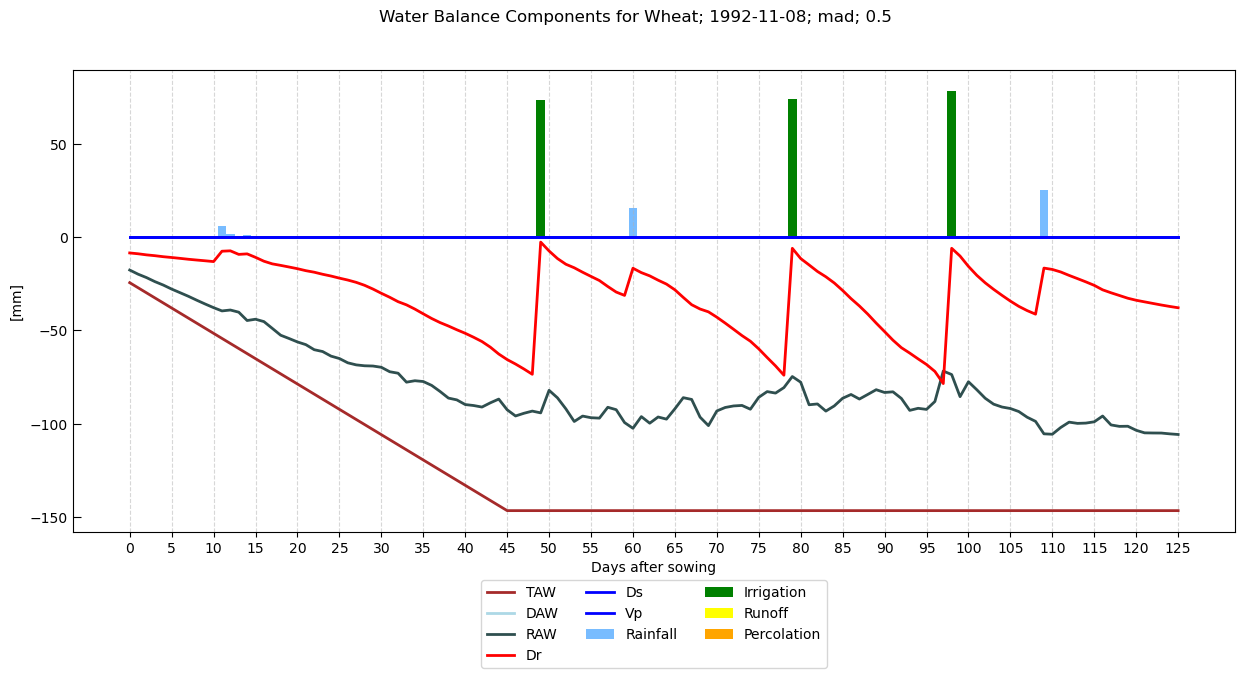 Water Balance Components for Wheat; 1992-11-08; mad; 0.5
[mm]
50
0
−50
−100
−150
0 5 10 15 20 25 30 35 40 45 50 55 60 65 70 75 80 85 90 95 100 105 110 115 120 125
Days after sowing
TAW
DAW
RAW
Dr
Ds
Vp
Rainfall
Irrigation
Runoff
Percolation